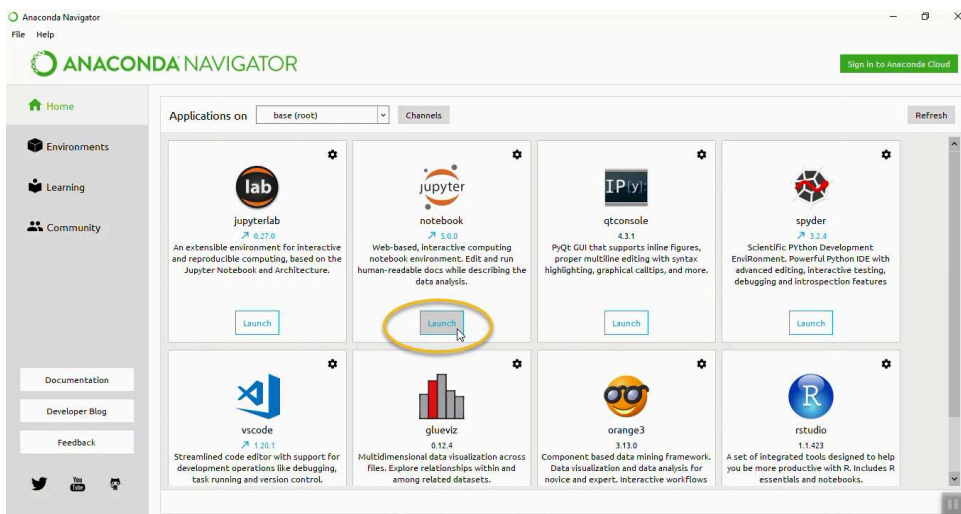 Anaconda Navigator
File Help
ANACONDA NAVIGATOR
Sign in to Anaconda Cloud
Home
Environments
Learning
Community
Documentation
Developer Blog
Feedback
You
Tube
Applications on base (root) Channels Refresh
lab
jupyterlab
0.27.0
An extensible environment for interactive
and reproducible computing, based on the
Jupyter Notebook and Architecture.
Launch
jupyter
notebook
5.0.0
Web-based, interactive computing
notebook environment. Edit and run
human-readable docs while describing the
data analysis.
Launch
IP[y]:
qtconsole
4.3.1
PyQt GUI that supports inline figures,
proper multiline editing with syntax
highlighting, graphical calltips, and more.
Launch
spyder
3.2.4
Scientific PYthon Development
EnviRonment. Powerful Python IDE with
advanced editing, interactive testing,
debugging and introspection features
Launch
vscode
1.20.1
Streamlined code editor with support for
development operations like debugging,
task running and version control.
glueviz
0.12.4
Multidimensional data visualization across
files. Explore relationships within and
among related datasets.
orange3
3.13.0
Component based data mining framework.
Data visualization and data analysis for
novice and expert. Interactive workflows
R
rstudio
1.1.423
A set of integrated tools designed to help
you be more productive with R. Includes R
essentials and notebooks.